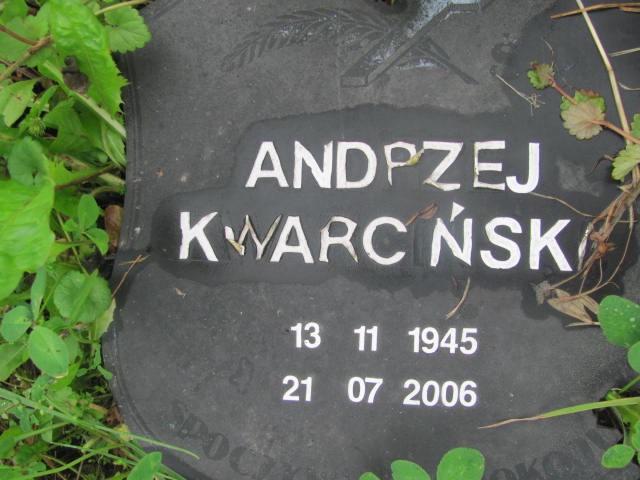 ANDRZEJ
KWARCIŃSKI
13 11 1945
21 07 2006